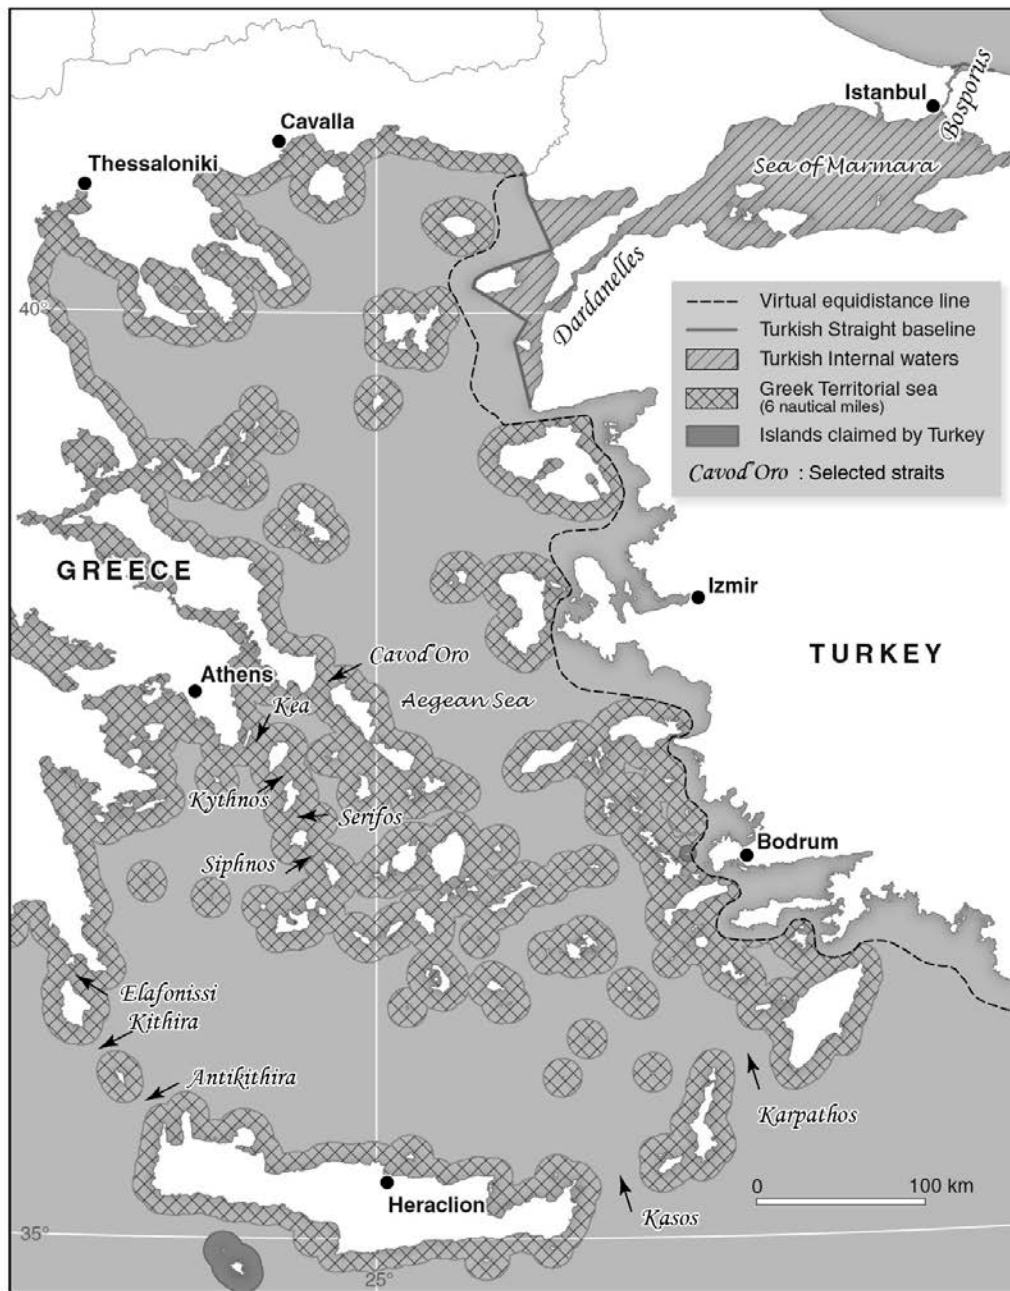 Istanbul
Bosporus
Cavalla
Thessaloniki
Sea of Marmara
Dardanelles
40°
Virtual equidistance line
Turkish Straight baseline
Turkish Internal waters
Greek Territorial sea
(6 nautical miles)
Islands claimed by Turkey
Cavod'Oro : Selected straits
GREECE
Izmir
TURKEY
Cavod'Oro
Athens
Aegean Sea
Kea
Kythnos
Serifos
Siphnos
Bodrum
Elafonissi
Kithira
Antikithira
Karpathos
Heraclion
0 100 km
Kasos
35°
25°